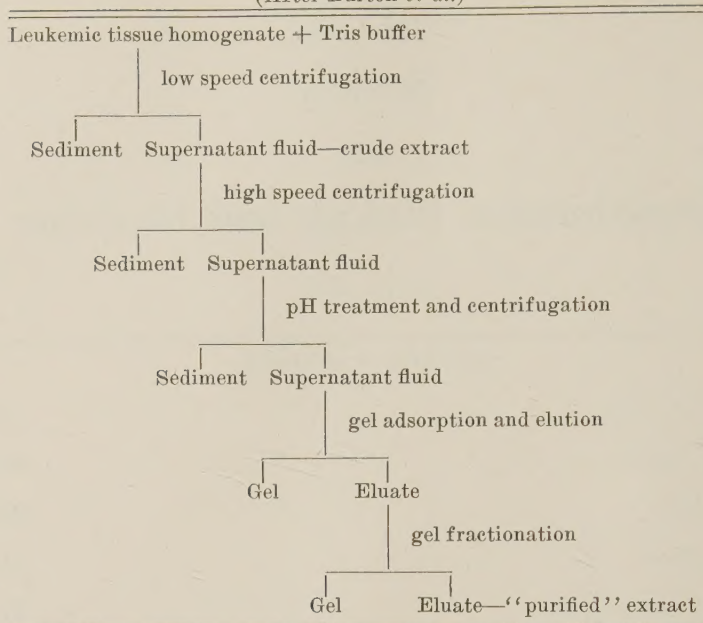 Leukemic tissue homogenate + Tris buffer
low speed centrifugation
Sediment Supernatant fluid—crude extract
high speed centrifugation
Sediment Supernatant fluid
pH treatment and centrifugation
Sediment Supernatant fluid
gel adsorption and elution
Gel Eluate
gel fractionation
Gel Eluate—‘‘purified’’ extract